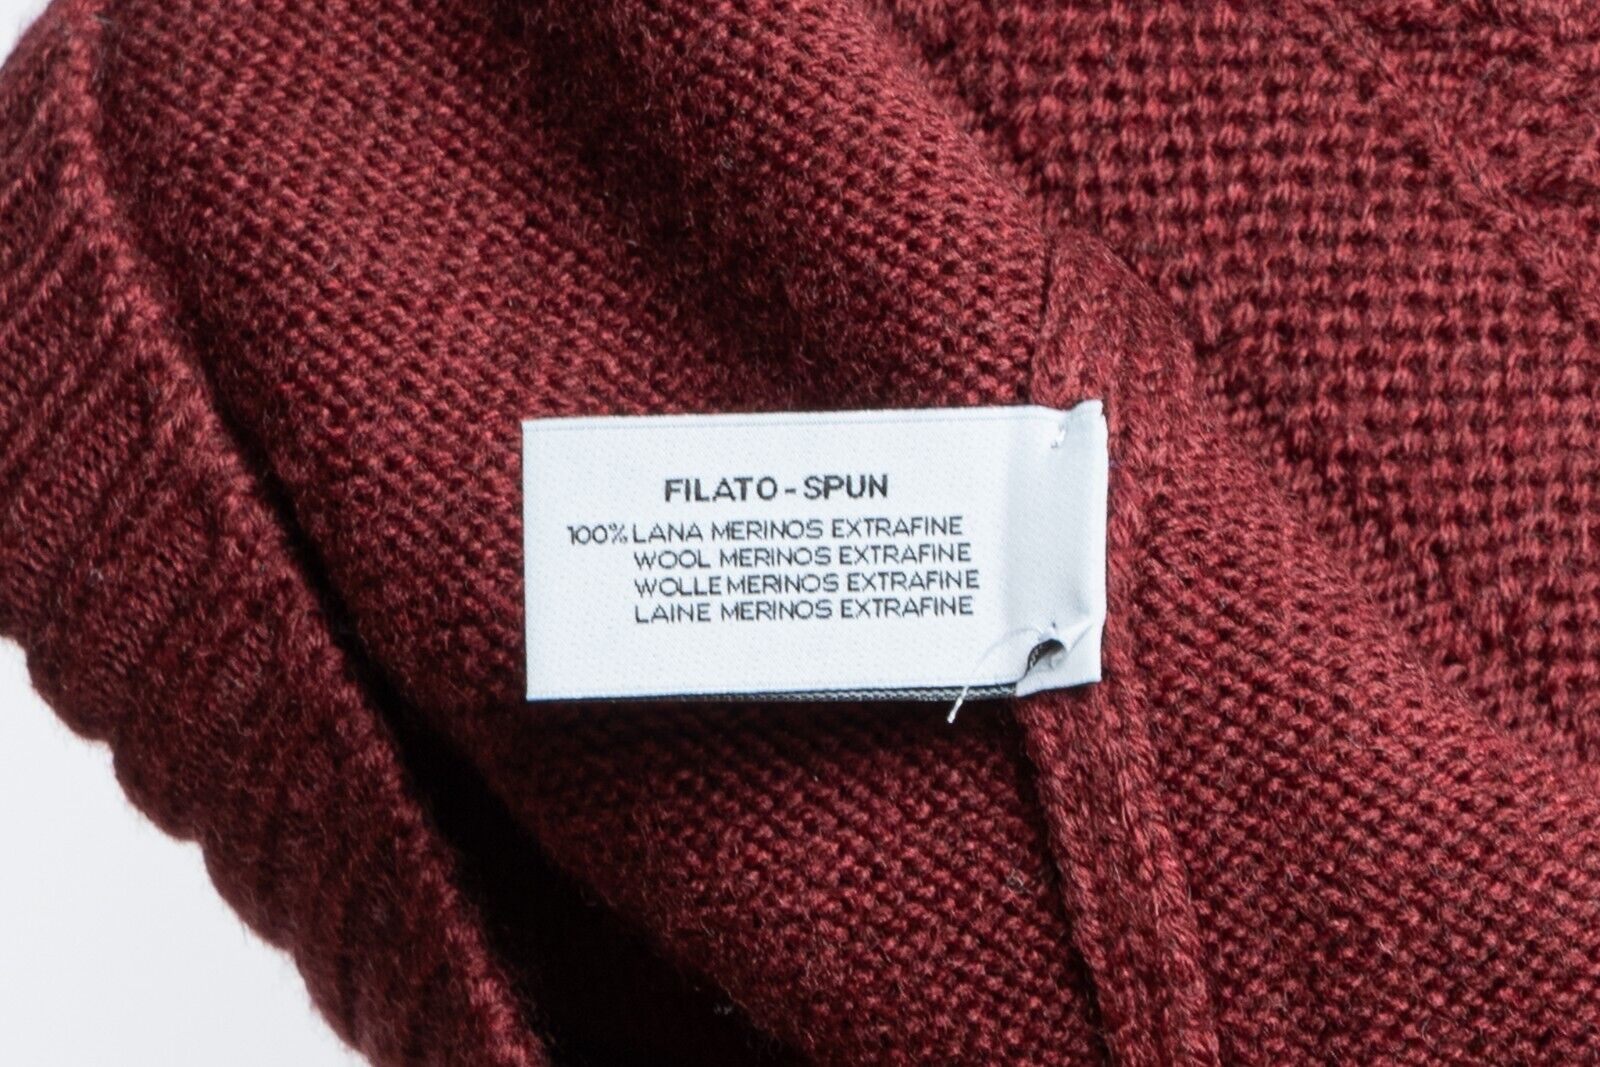 FILATO - SPUN
100% LANA MERINOS EXTRAFINE
WOOL MERINOS EXTRAFINE
WOLLE MERINOS EXTRAFINE
LAINE MERINOS EXTRAFINE